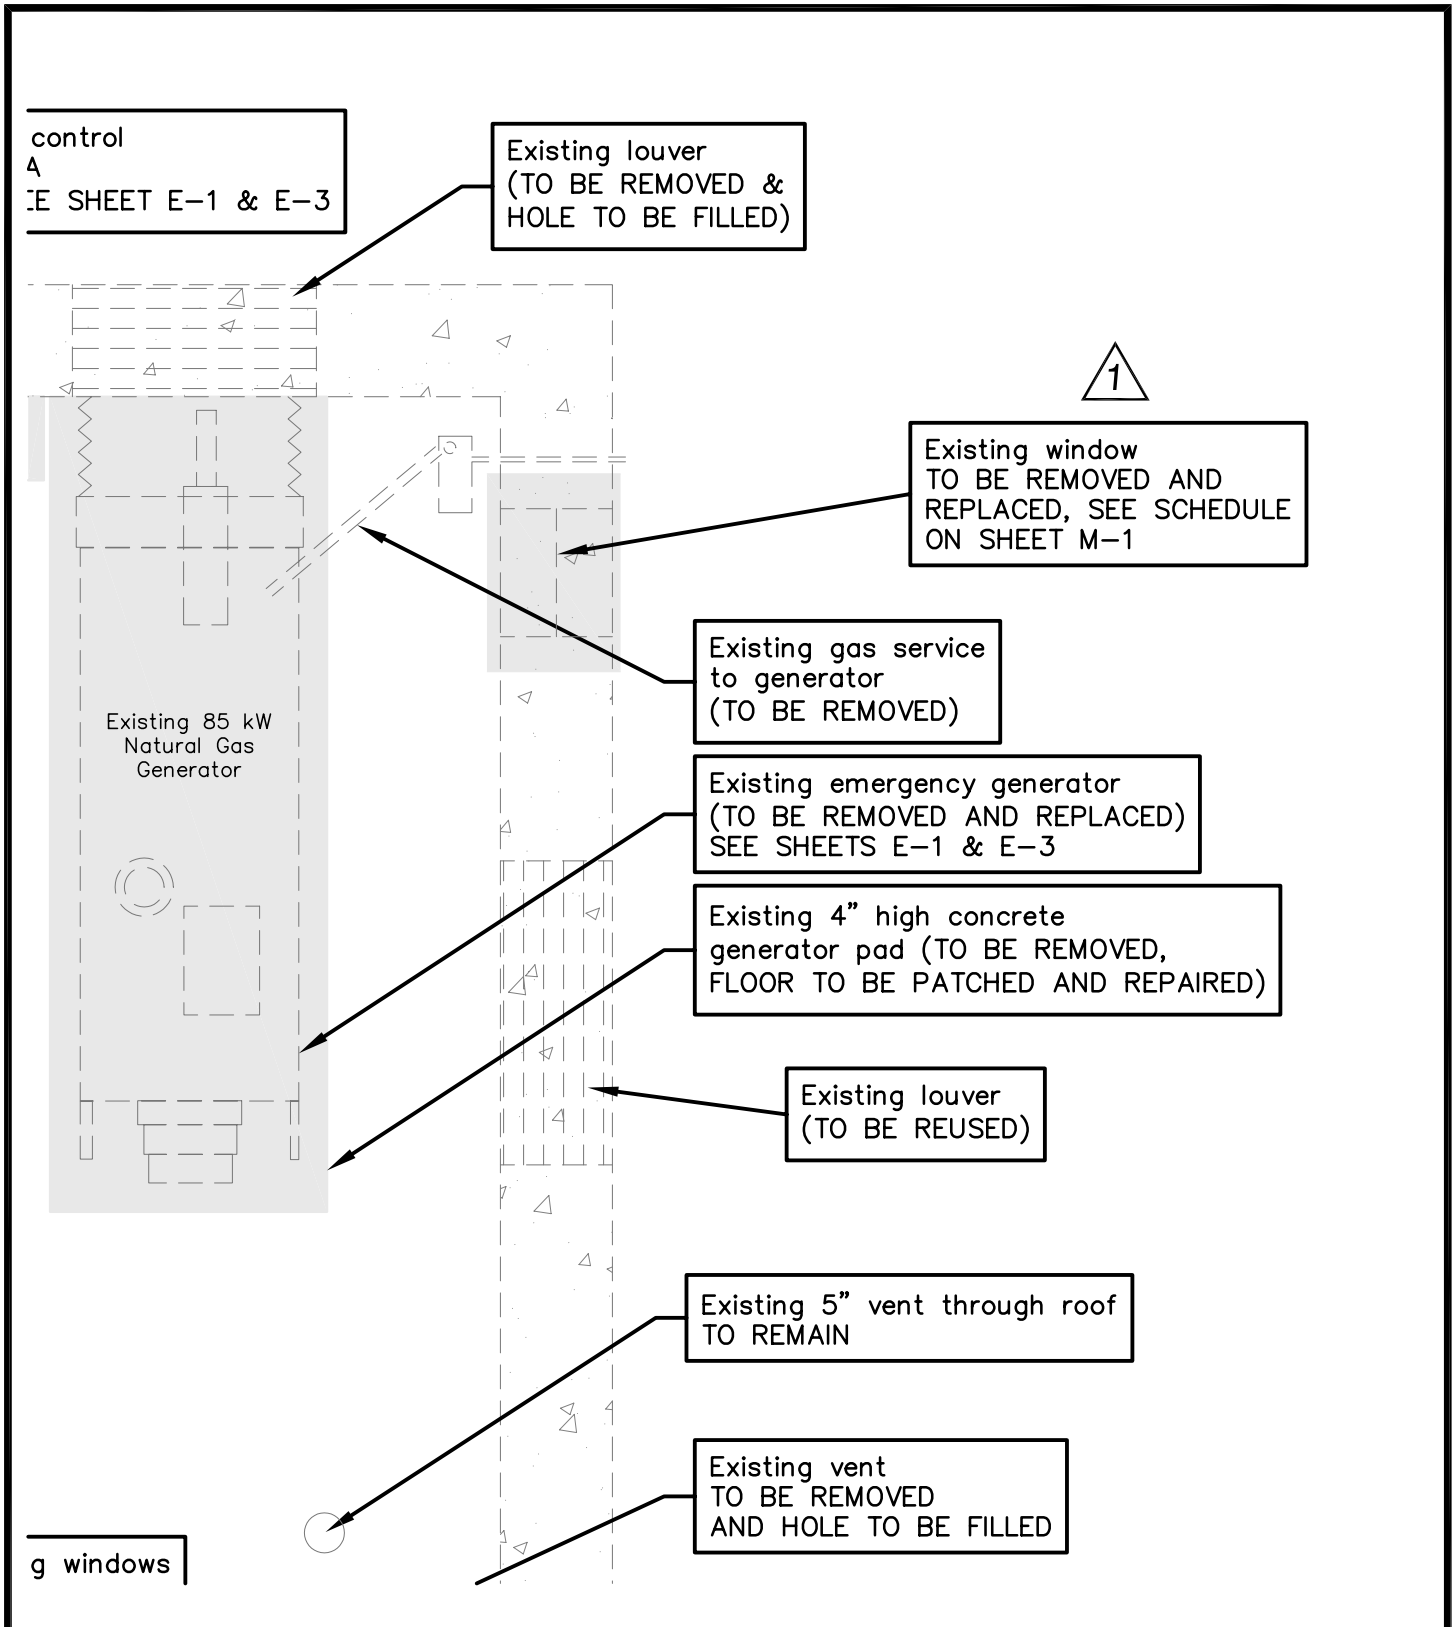 control
A
SHEET E-1 & E-3
Existing louver
(TO BE REMOVED &
HOLE TO BE FILLED)
1
Existing window
TO BE REMOVED AND
REPLACED, SEE SCHEDULE
ON SHEET M-1
Existing gas service
to generator
(TO BE REMOVED)
Existing 85 kW
Natural Gas
Generator
Existing emergency generator
(TO BE REMOVED AND REPLACED)
SEE SHEETS E-1 & E-3
Existing 4” high concrete
generator pad (TO BE REMOVED,
FLOOR TO BE PATCHED AND REPAIRED)
Existing louver
(TO BE REUSED)
Existing 5” vent through roof
TO REMAIN
Existing vent
TO BE REMOVED
AND HOLE TO BE FILLED
g windows